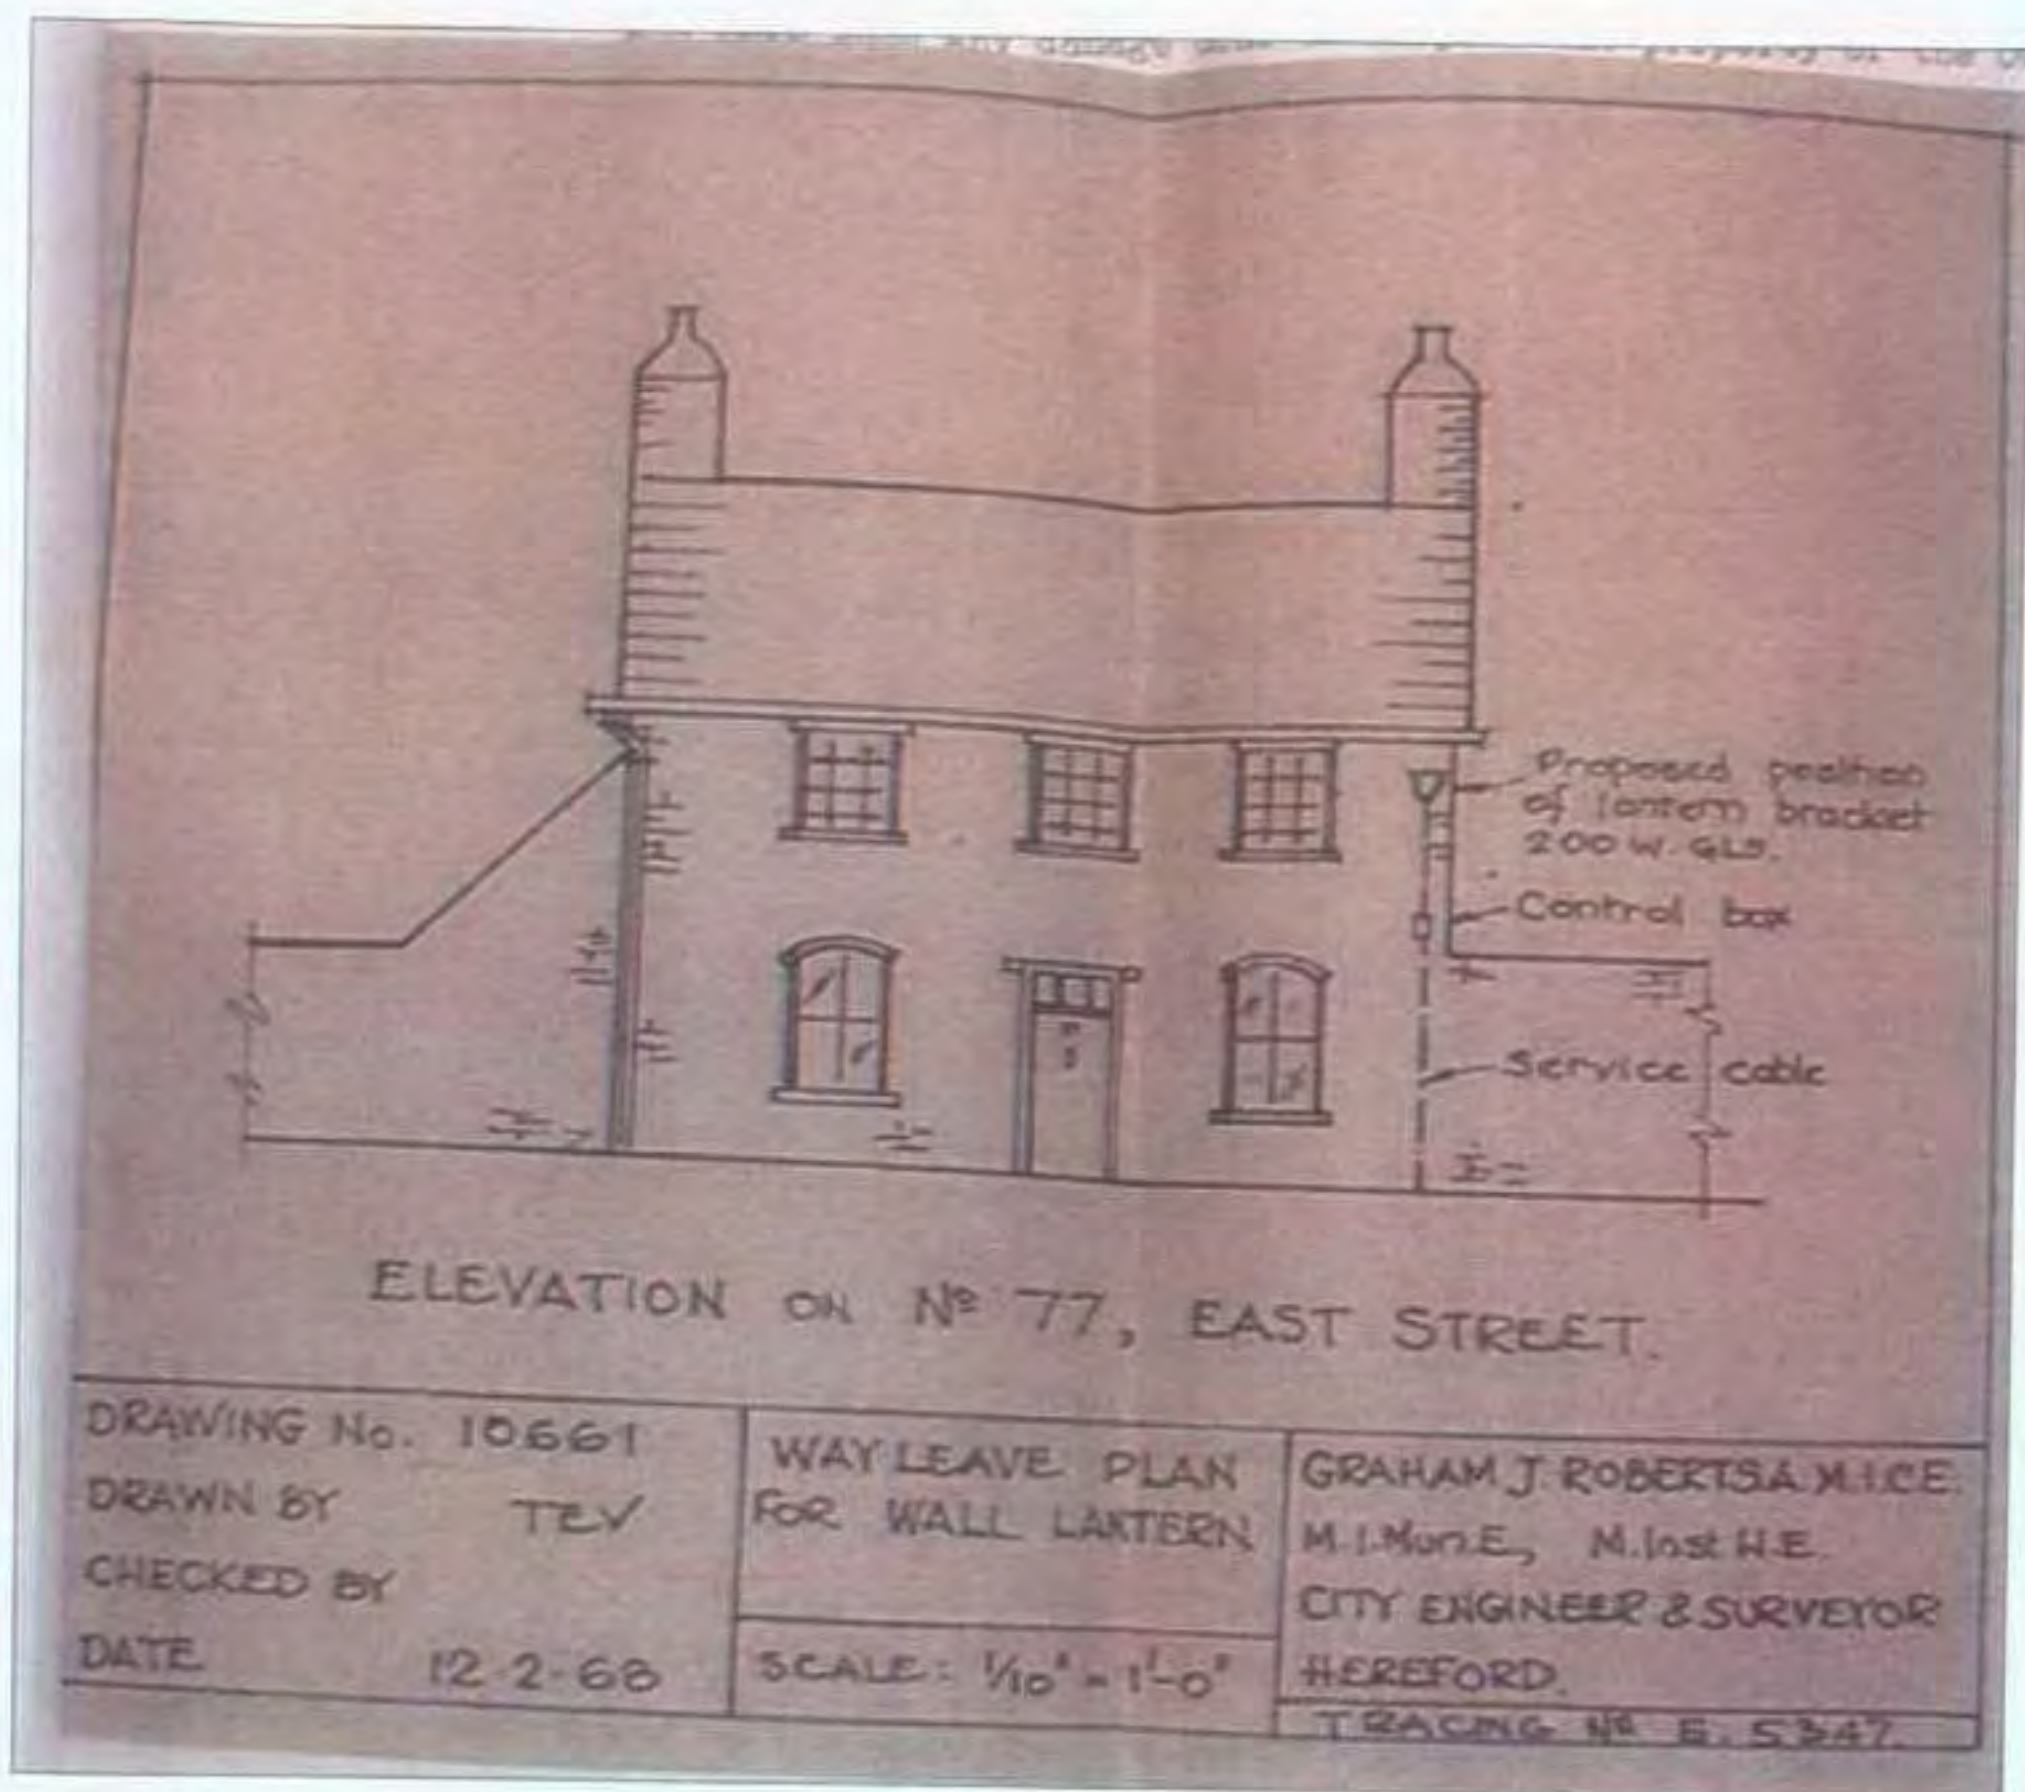 Proposed position
of lantern bracket
200 W. GLS.
Control box
Service cable
ELEVATION ON Nº 77, EAST STREET.
DRAWING No. 10661
DRAWN BY TEV
CHECKED BY
DATE 12-2-68
WAY LEAVE PLAN
FOR WALL LANTERN
SCALE: 1/10" = 1'-0"
GRAHAM J ROBERTS A.M.I.C.E.
M.I.Mun.E, M.Inst H.E.
CITY ENGINEER & SURVEYOR
HEREFORD.
TRACING Nº E. 5347.